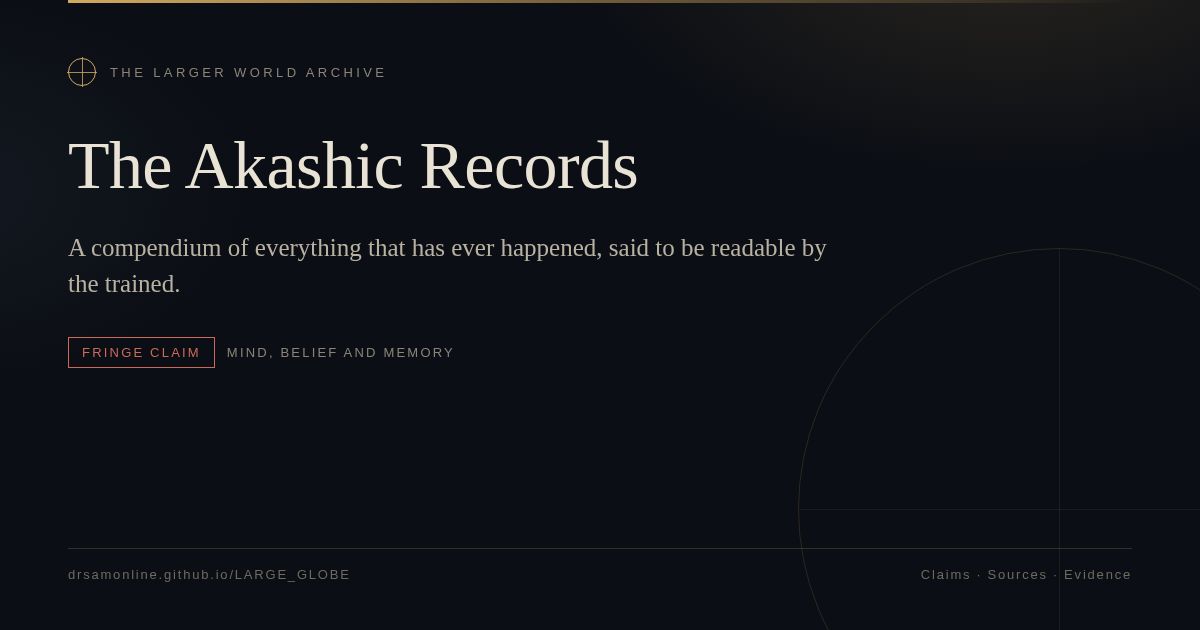 THE LARGER WORLD ARCHIVE
The Akashic Records
A compendium of everything that has ever happened, said to be readable by
the trained.
FRINGE CLAIM MIND, BELIEF AND MEMORY
drsamonline.github.io/LARGE_GLOBE Claims · Sources · Evidence